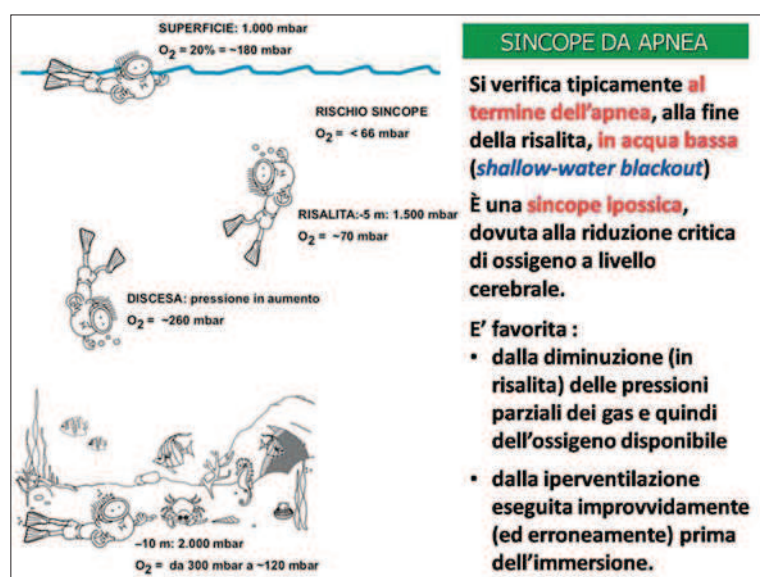 SUPERFICIE: 1.000 mbar
O2 = 20% = ~180 mbar
RISCHIO SINCOPE
O2 = < 66 mbar
RISALITA:-5 m: 1.500 mbar
O2 = ~70 mbar
DISCESA: pressione in aumento
O2 = ~260 mbar
–10 m: 2.000 mbar
O2 = da 300 mbar a ~120 mbar
SINCOPE DA APNEA
Si verifica tipicamente al
termine dell'apnea, alla fine
della risalita, in acqua bassa
(shallow-water blackout)
È una sincope ipossica,
dovuta alla riduzione critica
di ossigeno a livello
cerebrale.
E' favorita :
• dalla diminuzione (in
risalita) delle pressioni
parziali dei gas e quindi
dell'ossigeno disponibile
• dalla iperventilazione
eseguita improvvidamente
(ed erroneamente) prima
dell'immersione.